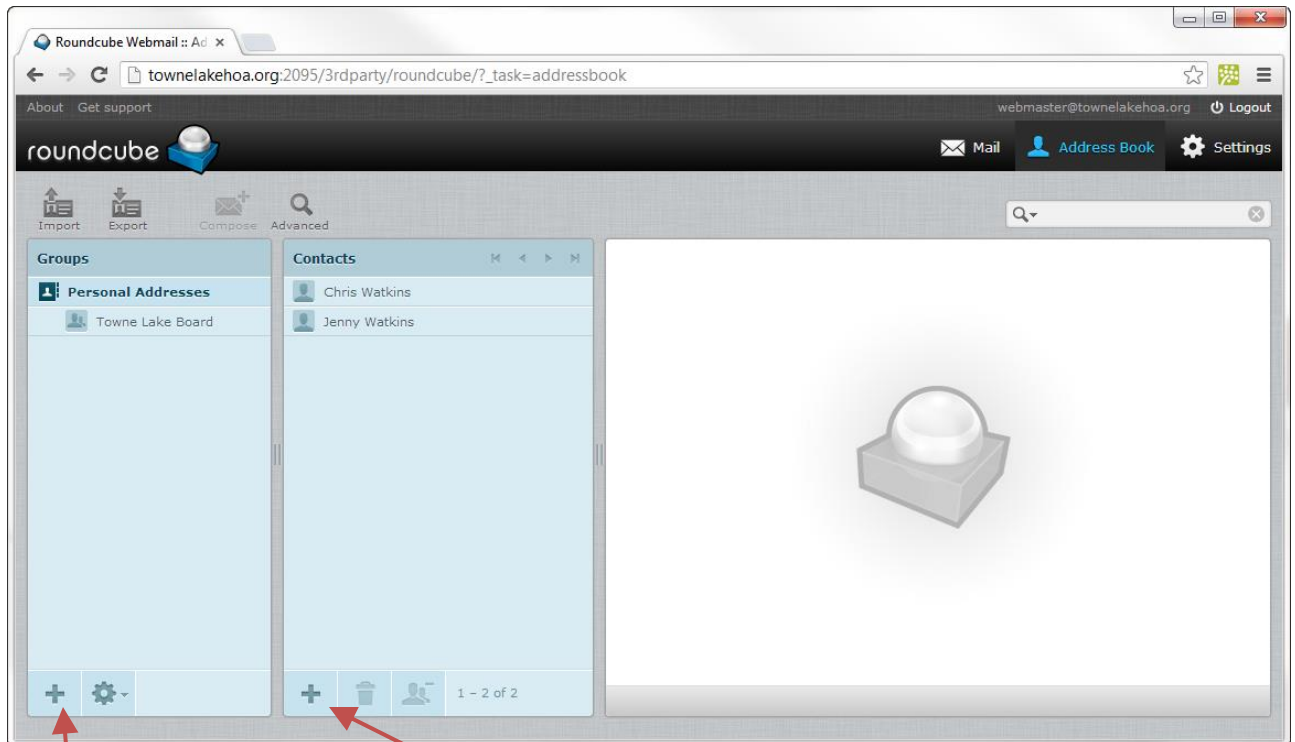 Roundcube Webmail :: Ad
townelakehoa.org:2095/3rdparty/roundcube/?_task=addressbook
About Get support webmaster@townelakehoa.org Logout
roundcube Mail Address Book Settings
Import Export Compose Advanced
Groups Contacts
Personal Addresses Chris Watkins
Towne Lake Board Jenny Watkins
1 – 2 of 2